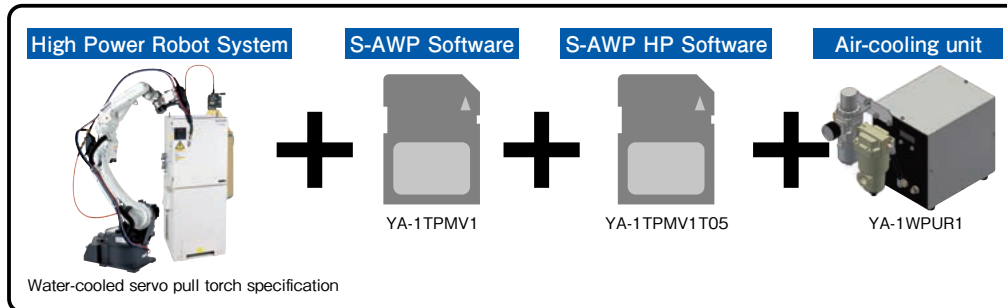 High Power Robot System
S-AWP Software
S-AWP HP Software
Air-cooling unit
YA-1TPMV1
YA-1TPMV1T05
YA-1WPUR1
Water-cooled servo pull torch specification